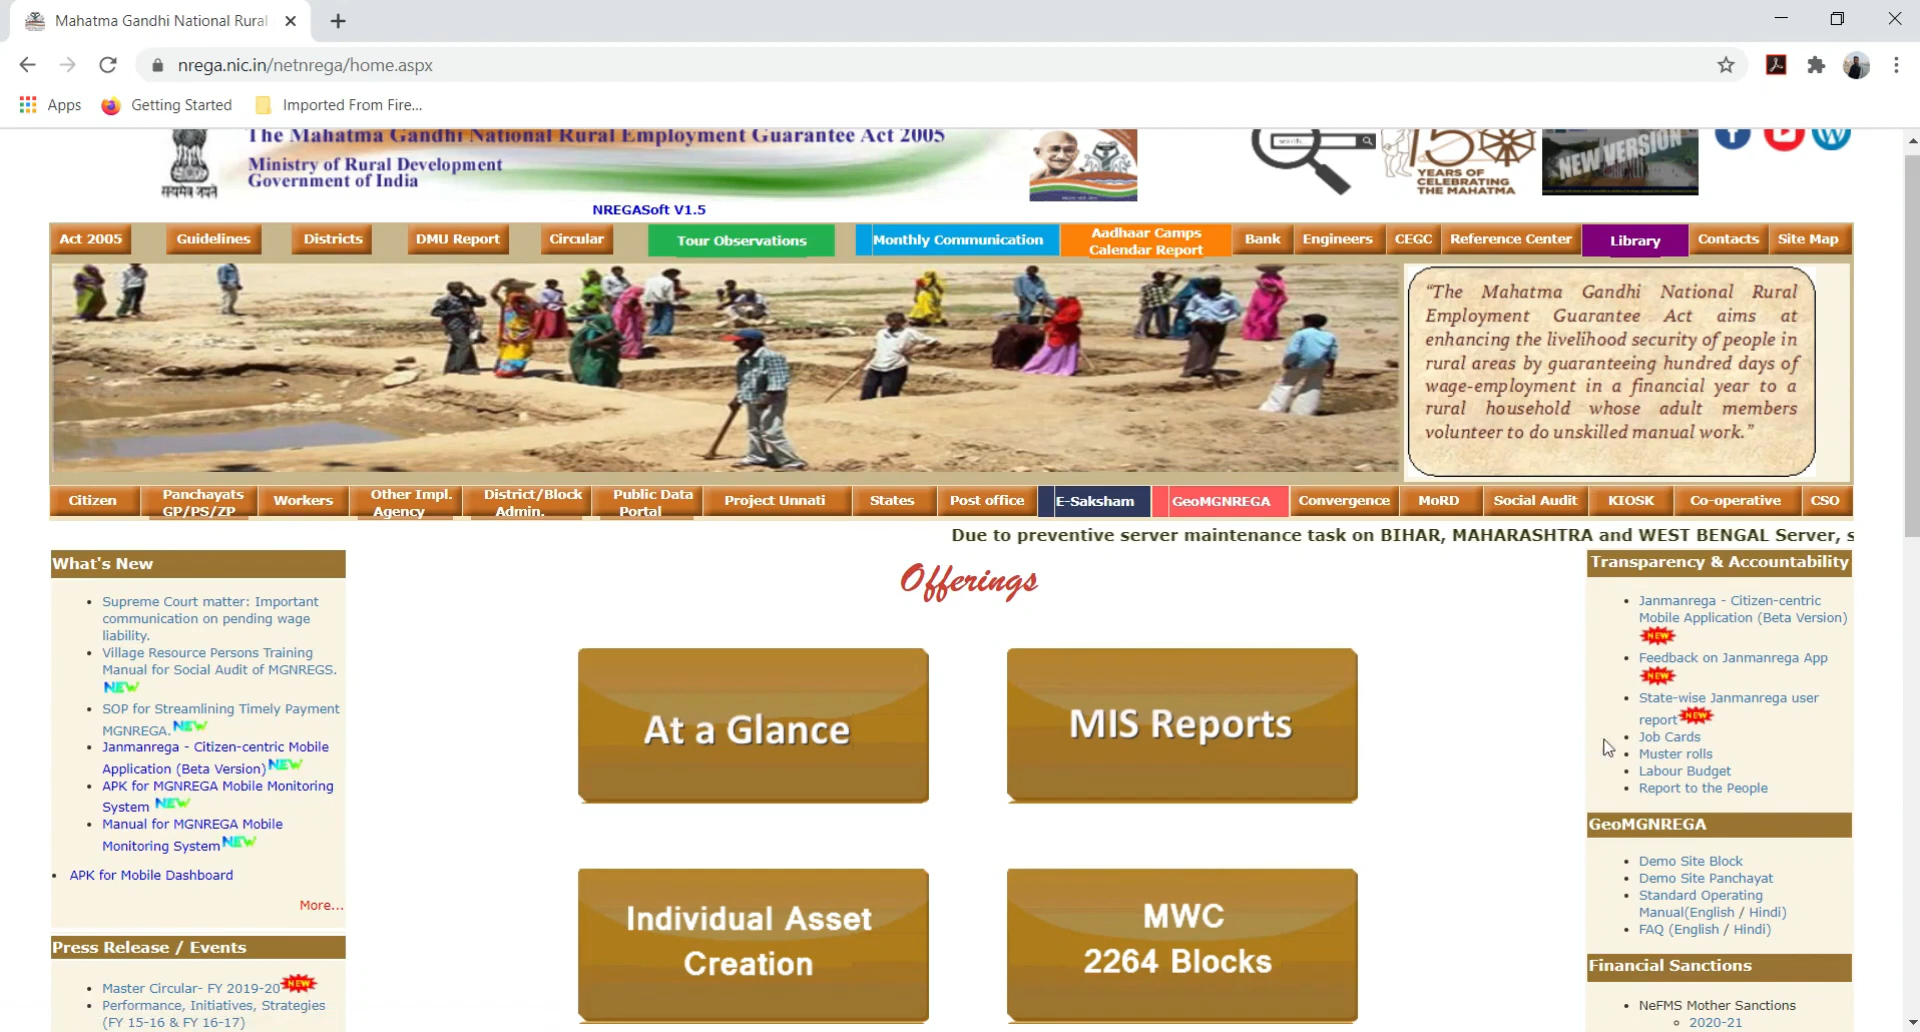 Mahatma Gandhi National Rural
nrega.nic.in/netnrega/home.aspx
Apps
Getting Started
Imported From Fire...
The Mahatma Gandhi National Rural Employment Guarantee Act 2005
Ministry of Rural Development
Government of India
सत्यमेव जयते
NREGASoft V1.5
search
15
YEARS OF
CELEBRATING
THE MAHATMA
NEW VERSION
Act 2005
Guidelines
Districts
DMU Report
Circular
Tour Observations
Monthly Communication
Aadhaar Camps
Calendar Report
Bank
Engineers
CEGC
Reference Center
Library
Contacts
Site Map
“The Mahatma Gandhi National Rural
Employment Guarantee Act aims at
enhancing the livelihood security of people in
rural areas by guaranteeing hundred days of
wage-employment in a financial year to a
rural household whose adult members
volunteer to do unskilled manual work.”
Citizen
Panchayats
GP/PS/ZP
Workers
Other Impl.
Agency
District/Block
Admin.
Public Data
Portal
Project Unnati
States
Post office
E-Saksham
GeoMGNREGA
Convergence
MoRD
Social Audit
KIOSK
Co-operative
CSO
Due to preventive server maintenance task on BIHAR, MAHARASHTRA and WEST BENGAL Server, s
What's New
Supreme Court matter: Important
communication on pending wage
liability.
Village Resource Persons Training
Manual for Social Audit of MGNREGS.
NEW
SOP for Streamlining Timely Payment
MGNREGA. NEW
Janmanrega - Citizen-centric Mobile
Application (Beta Version) NEW
APK for MGNREGA Mobile Monitoring
System NEW
Manual for MGNREGA Mobile
Monitoring System NEW
APK for Mobile Dashboard
More...
Press Release / Events
Master Circular- FY 2019-20 NEW
Performance, Initiatives, Strategies
(FY 15-16 & FY 16-17)
Offerings
At a Glance
MIS Reports
Individual Asset
Creation
MWC
2264 Blocks
Transparency & Accountability
Janmanrega - Citizen-centric
Mobile Application (Beta Version)
NEW
Feedback on Janmanrega App
NEW
State-wise Janmanrega user
report NEW
Job Cards
Muster rolls
Labour Budget
Report to the People
GeoMGNREGA
Demo Site Block
Demo Site Panchayat
Standard Operating
Manual(English / Hindi)
FAQ (English / Hindi)
Financial Sanctions
NeFMS Mother Sanctions
2020-21